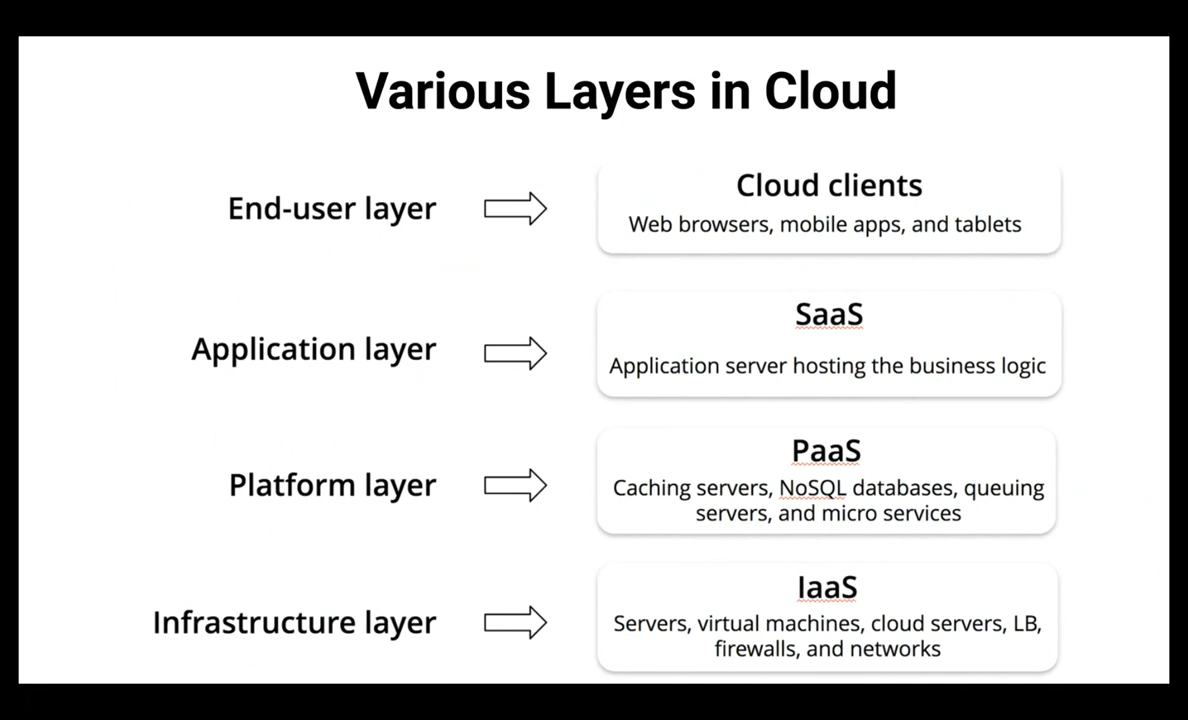 Various Layers in Cloud
End-user layer
Cloud clients
Web browsers, mobile apps, and tablets
Application layer
SaaS
Application server hosting the business logic
Platform layer
PaaS
Caching servers, NoSQL databases, queuing
servers, and micro services
Infrastructure layer
IaaS
Servers, virtual machines, cloud servers, LB,
firewalls, and networks